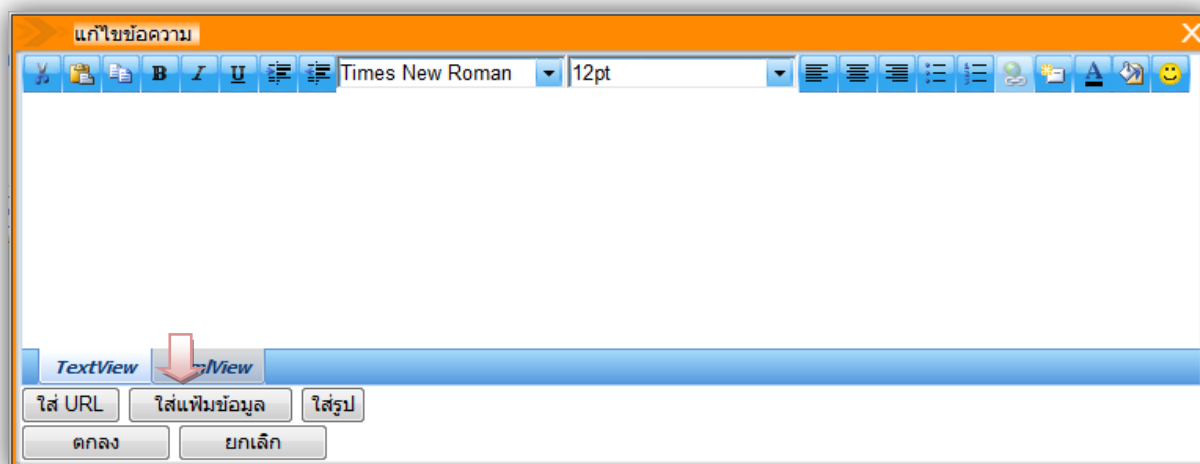 แก้ไขข้อความ
B I U Times New Roman 12pt A
TextView mlView
ใส่ URL ใส่แฟ้มข้อมูล ใส่รูป
ตกลง ยกเลิก